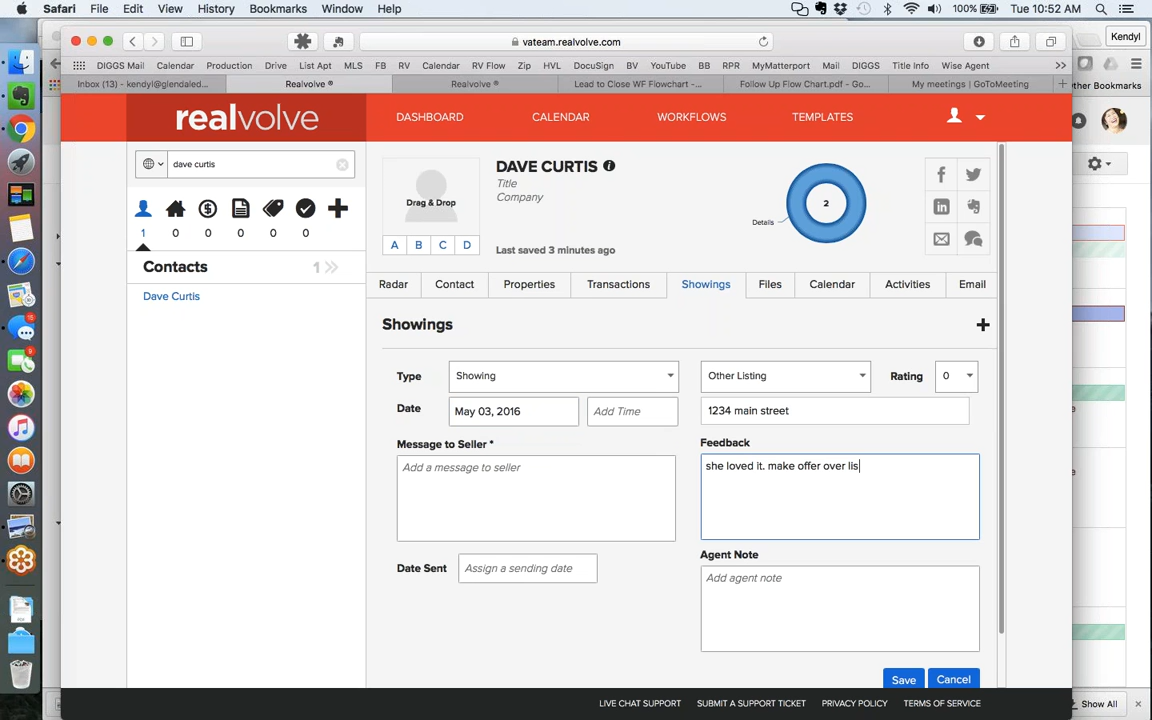 Safari File Edit View History Bookmarks Window Help 100% Tue 10:52 AM
Kendyl
vateam.realvolve.com
DIGGS Mail Calendar Production Drive List Apt MLS FB RV Calendar RV Flow Zip HVL DocuSign BV YouTube BB RPR MyMatterport Mail DIGGS Title Info Wise Agent >>
Inbox (13) - kendyl@glendaled... Realvolve ® Realvolve ® Lead to Close WF Flowchart -... Follow Up Flow Chart.pdf - Go... My meetings | GoToMeeting
ther Bookmarks
realvolve DASHBOARD CALENDAR WORKFLOWS TEMPLATES
dave curtis
1 0 0 0 0 0
Contacts 1
Dave Curtis
Drag & Drop
A B C D
DAVE CURTIS
Title
Company
Last saved 3 minutes ago
Details
2
Radar Contact Properties Transactions Showings Files Calendar Activities Email
Showings
Type Showing Other Listing Rating 0
Date May 03, 2016 Add Time 1234 main street
Message to Seller * Feedback
Add a message to seller she loved it. make offer over lis
Date Sent Assign a sending date
Agent Note
Add agent note
Save Cancel
LIVE CHAT SUPPORT SUBMIT A SUPPORT TICKET PRIVACY POLICY TERMS OF SERVICE
Show All